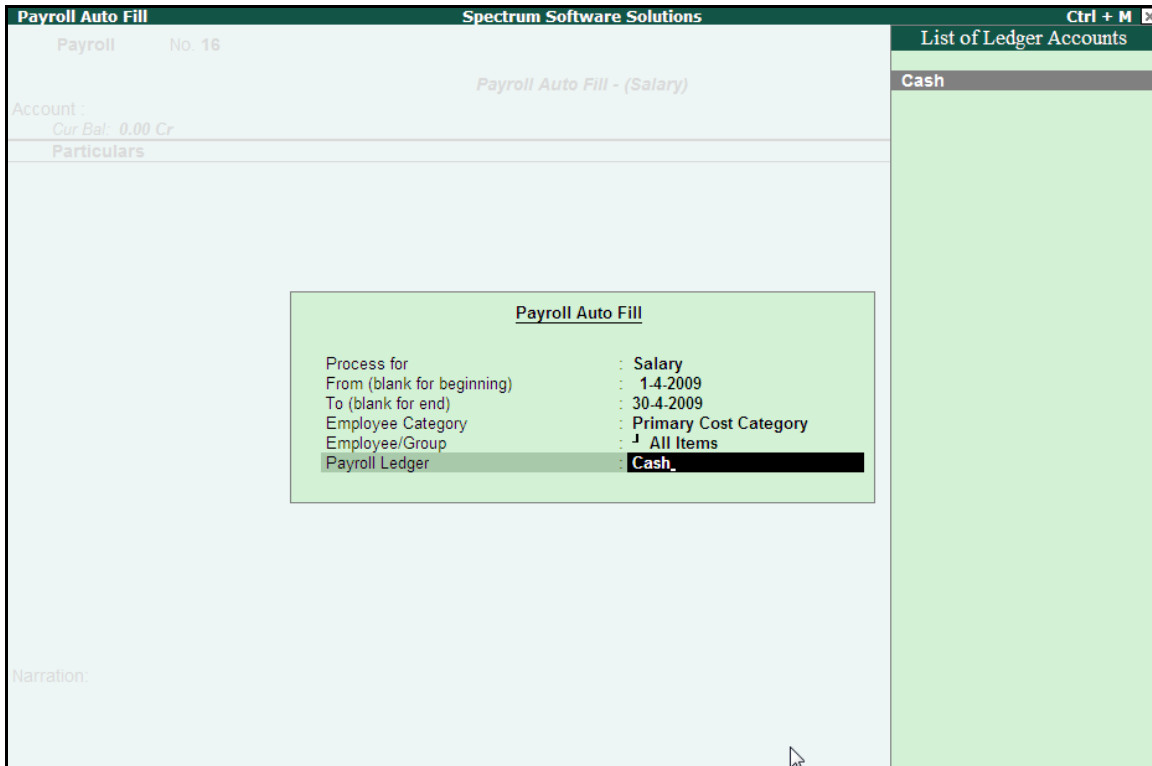 Payroll Auto Fill Spectrum Software Solutions Ctrl + M x
Payroll No. 16
List of Ledger Accounts
Payroll Auto Fill - (Salary)
Cash
Account :
Cur Bal: 0.00 Cr
Particulars
Payroll Auto Fill
Process for : Salary
From (blank for beginning) : 1-4-2009
To (blank for end) : 30-4-2009
Employee Category : Primary Cost Category
Employee/Group : ┘ All Items
Payroll Ledger : Cash
Narration: